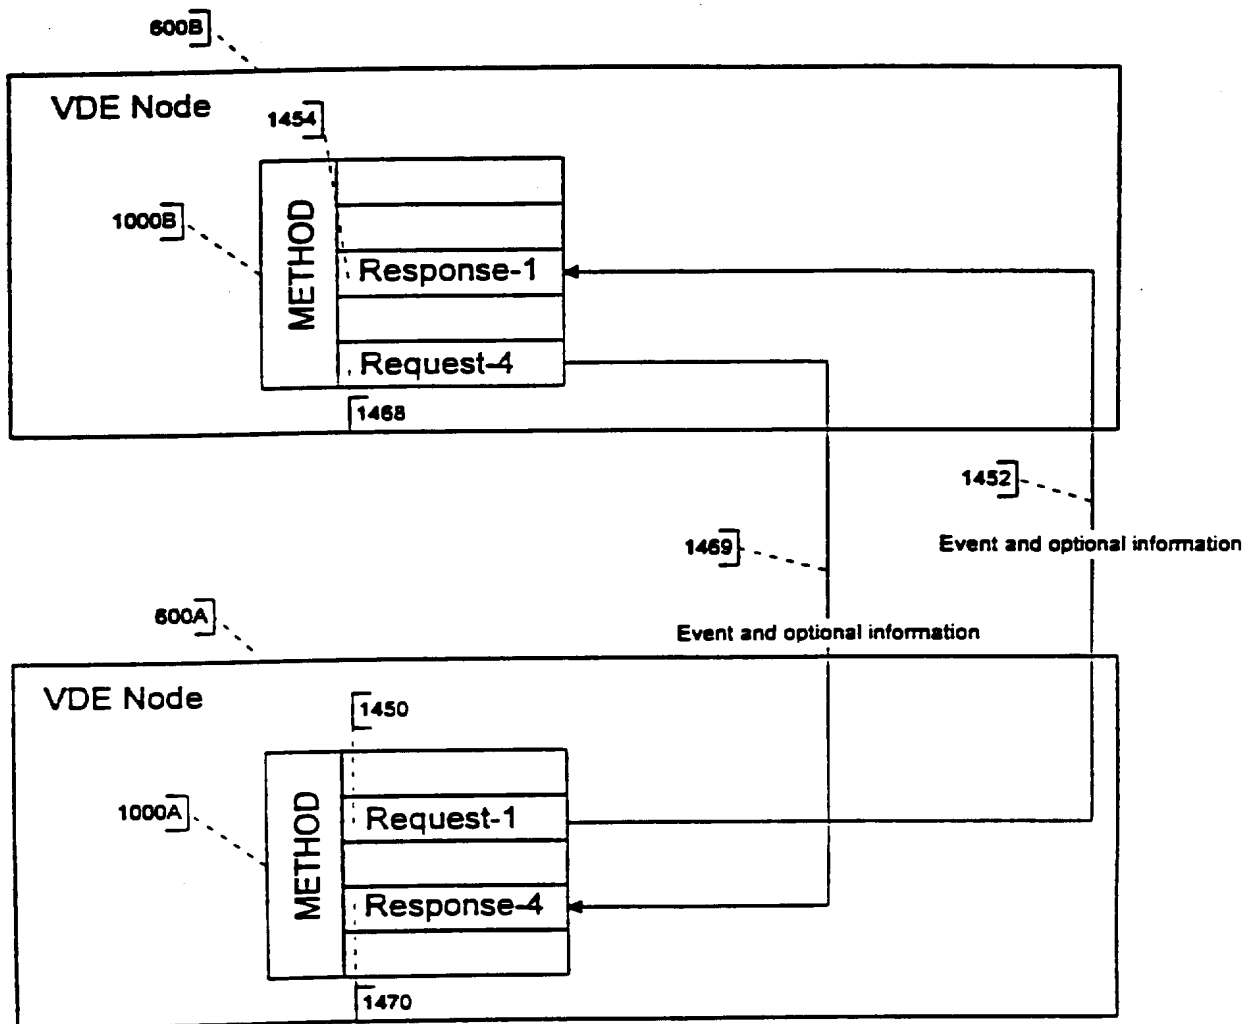 600B
VDE Node
1454
1000B
METHOD
Response-1
Request-4
1468
1452
Event and optional information
1469
Event and optional information
600A
VDE Node
1450
1000A
METHOD
Request-1
Response-4
1470